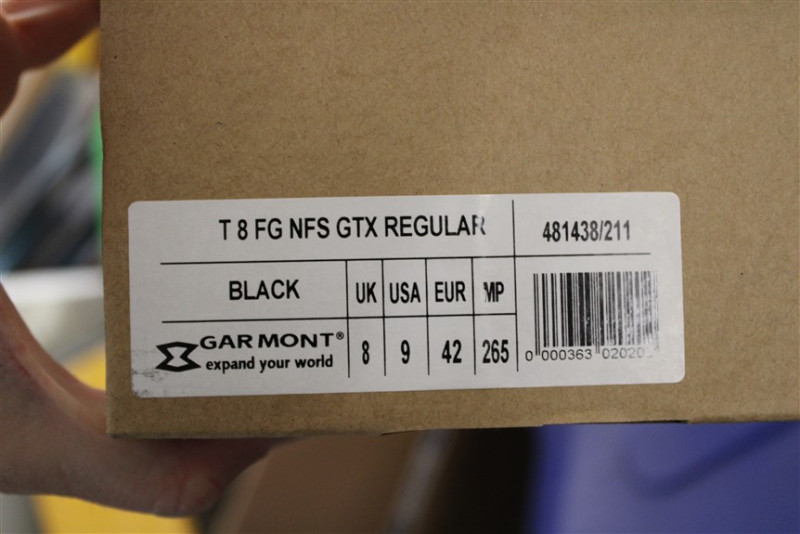 T 8 FG NFS GTX REGULAR
481438/211
BLACK
UK USA EUR MP
GARMONT®
expand your world
8 9 42 265
0 000363 02020